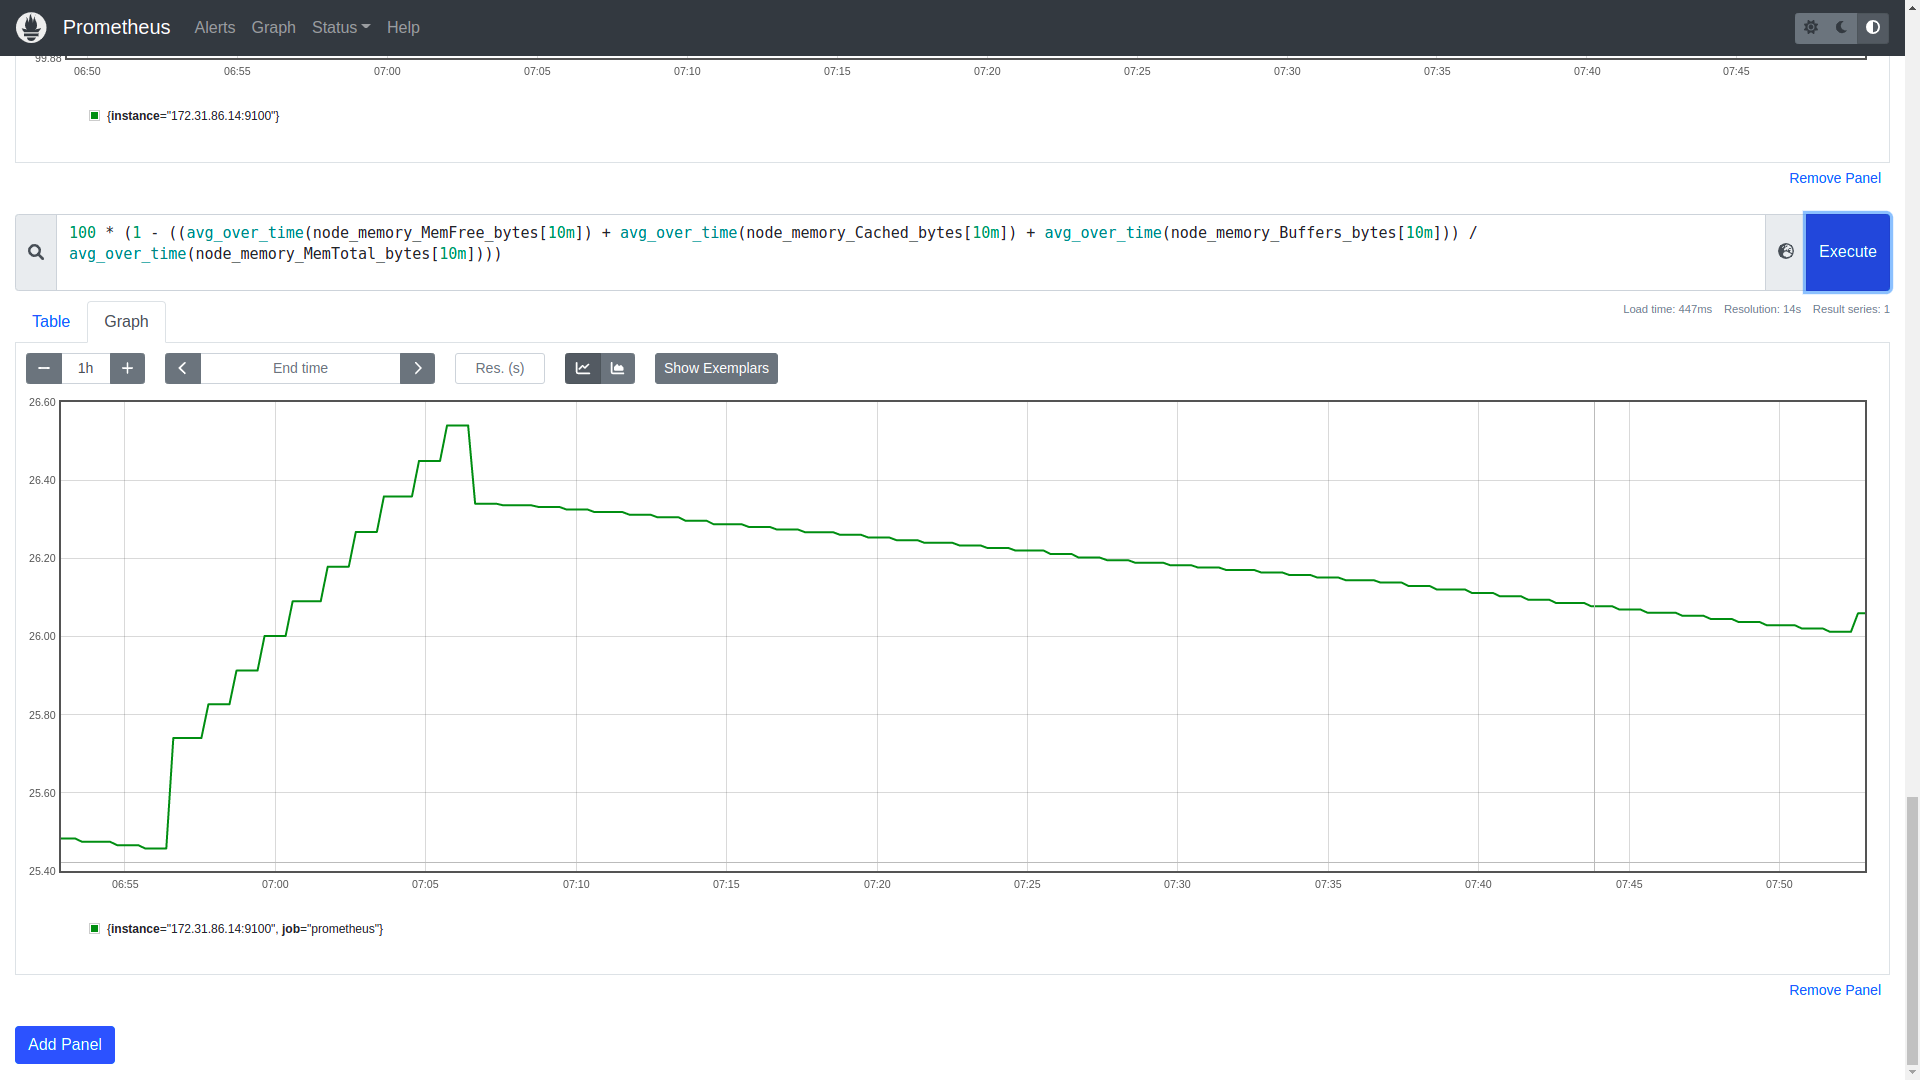 Prometheus Alerts Graph Status Help
99.88
06:50 06:55 07:00 07:05 07:10 07:15 07:20 07:25 07:30 07:35 07:40 07:45
{instance="172.31.86.14:9100"}
Remove Panel
100 * (1 - ((avg_over_time(node_memory_MemFree_bytes[10m]) + avg_over_time(node_memory_Cached_bytes[10m]) + avg_over_time(node_memory_Buffers_bytes[10m])) /
avg_over_time(node_memory_MemTotal_bytes[10m])))
Execute
Table Graph
Load time: 447ms Resolution: 14s Result series: 1
1h End time Res. (s) Show Exemplars
26.60
26.40
26.20
26.00
25.80
25.60
25.40
06:55 07:00 07:05 07:10 07:15 07:20 07:25 07:30 07:35 07:40 07:45 07:50
{instance="172.31.86.14:9100", job="prometheus"}
Remove Panel
Add Panel